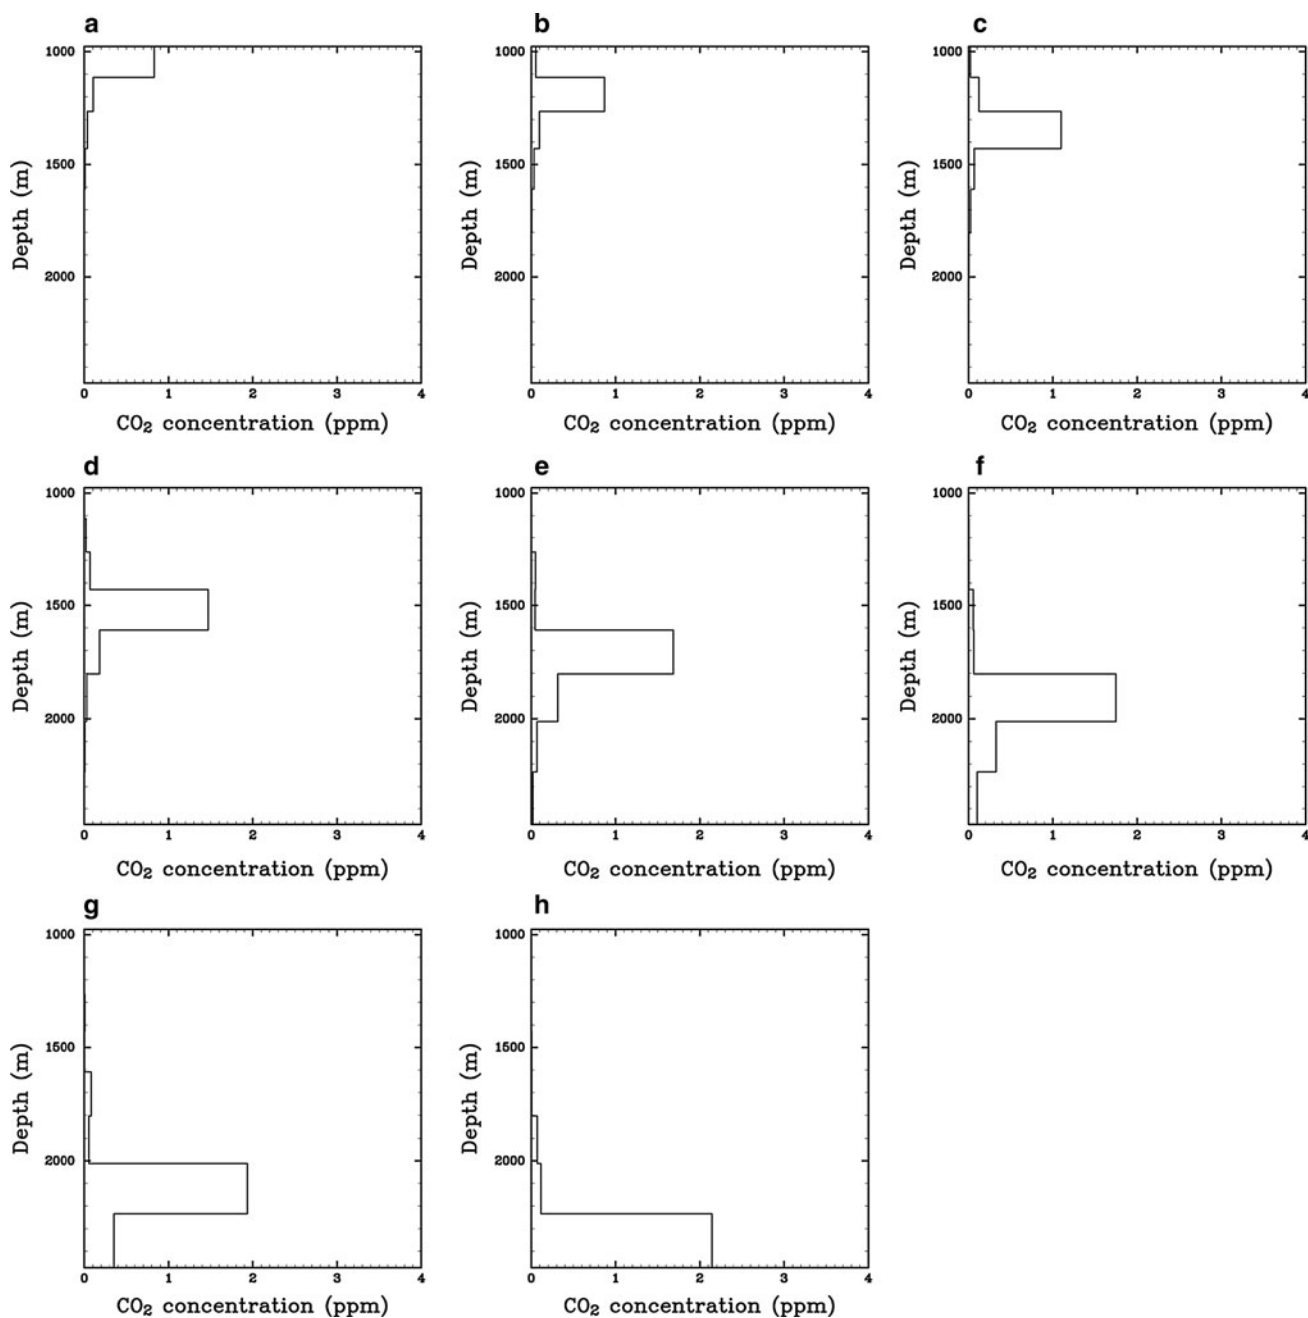 a
b
c
1000
1500
2000
Depth (m)
0 1 2 3 4
CO₂ concentration (ppm)
1000
1500
2000
Depth (m)
0 1 2 3 4
CO₂ concentration (ppm)
1000
1500
2000
Depth (m)
0 1 2 3 4
CO₂ concentration (ppm)
d
e
f
1000
1500
2000
Depth (m)
0 1 2 3 4
CO₂ concentration (ppm)
1000
1500
2000
Depth (m)
0 1 2 3 4
CO₂ concentration (ppm)
1000
1500
2000
Depth (m)
0 1 2 3 4
CO₂ concentration (ppm)
g
h
1000
1500
2000
Depth (m)
0 1 2 3 4
CO₂ concentration (ppm)
1000
1500
2000
Depth (m)
0 1 2 3 4
CO₂ concentration (ppm)